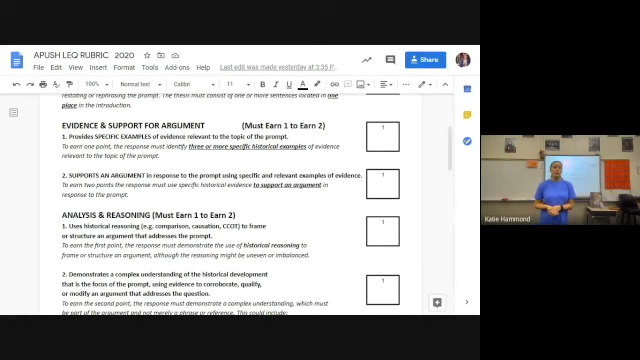 APUSH LEQ RUBRIC 2020
File Edit View Insert Format Tools Add-ons Help Last edit was made yesterday at 3:35 P
Share
100% Normal text Calibri 11
restating or rephrasing the prompt. The thesis must consist of one or more sentences located in one
place in the introduction.
EVIDENCE & SUPPORT FOR ARGUMENT (Must Earn 1 to Earn 2)
1. Provides SPECIFIC EXAMPLES of evidence relevant to the topic of the prompt.
1
To earn one point, the response must identify three or more specific historical examples of evidence
relevant to the topic of the prompt.
2. SUPPORTS AN ARGUMENT in response to the prompt using specific and relevant examples of evidence.
1
To earn two points the response must use specific historical evidence to support an argument in
response to the prompt.
ANALYSIS & REASONING (Must Earn 1 to Earn 2)
1. Uses historical reasoning (e.g. comparison, causation, CCOT) to frame
1
or structure an argument that addresses the prompt.
To earn the first point, the response must demonstrate the use of historical reasoning to
frame or structure an argument, although the reasoning might be uneven or imbalanced.
2. Demonstrates a complex understanding of the historical development
1
that is the focus of the prompt, using evidence to corroborate, qualify,
or modify an argument that addresses the question.
To earn the second point, the response must demonstrate a complex understanding, which must
be part of the argument and not merely a phrase or reference. This could include:
Katie Hammond